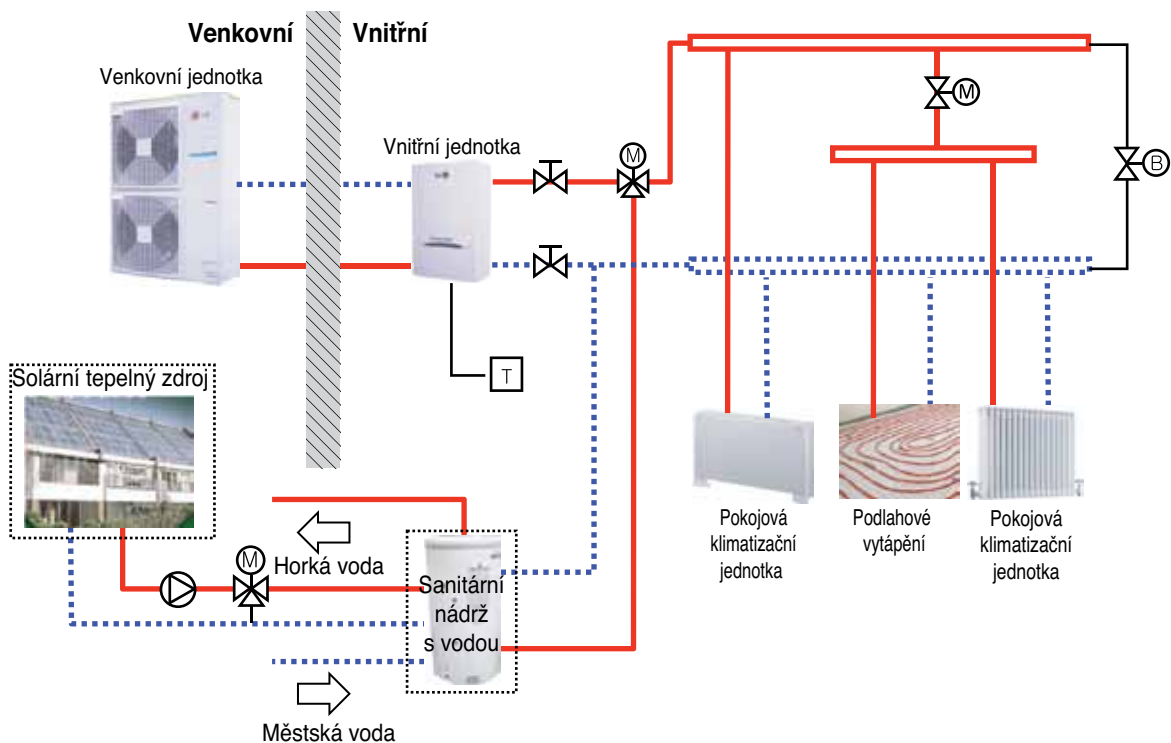 Venkovní
Vnitřní
Venkovní jednotka
Vnitřní jednotka
M
M
B
T
Solární tepelný zdroj
M
Horká voda
Sanitární
nádrž
s vodou
Městská voda
Pokojová
klimatizační
jednotka
Podlahové
vytápění
Pokojová
klimatizační
jednotka